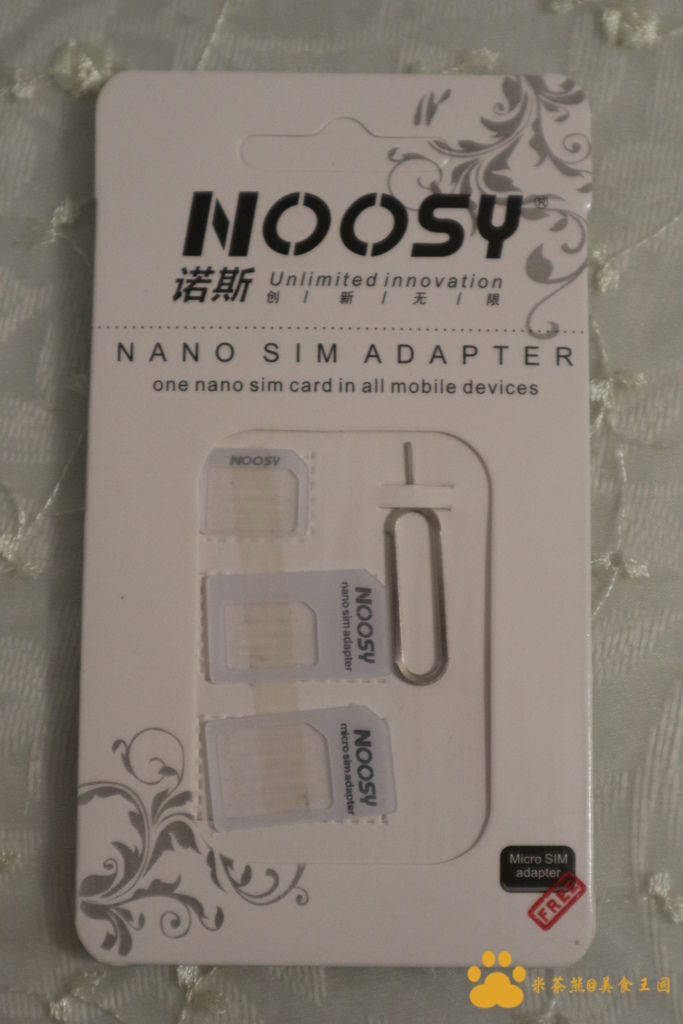 NOOSY®
诺斯 Unlimited innovation
创 / 新 / 无 / 限
NANO SIM ADAPTER
one nano sim card in all mobile devices
NOOSY
NOOSY
nano sim adapter
NOOSY
micro sim adapter
Micro SIM
adapter
FREE
米茶熊@美食王国